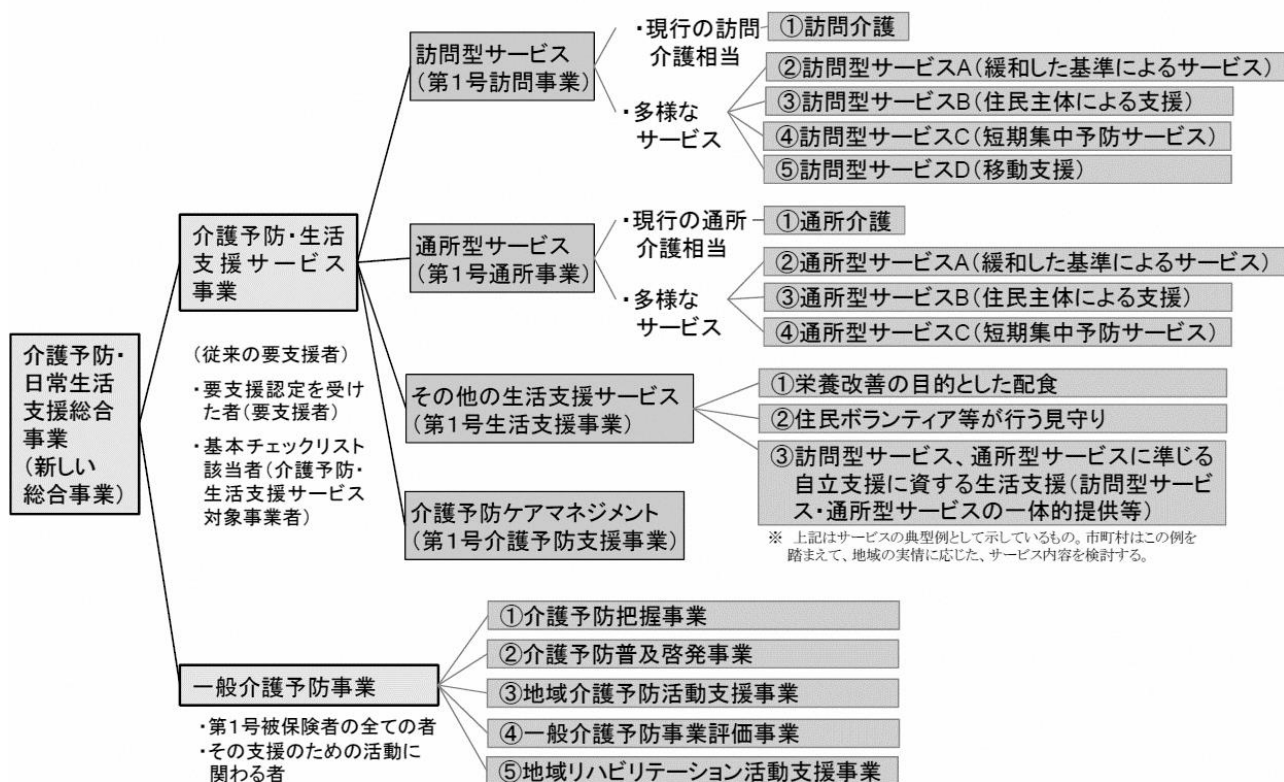 介護予防・
日常生活
支援総合
事業
(新しい
総合事業)
介護予防・生活
支援サービス
事業
(従来の要支援者)
・要支援認定を受け
た者(要支援者)
・基本チェックリスト
該当者(介護予防・
生活支援サービス
対象事業者)
訪問型サービス
(第1号訪問事業)
・現行の訪問
介護相当
①訪問介護
・多様な
サービス
②訪問型サービスA(緩和した基準によるサービス)
③訪問型サービスB(住民主体による支援)
④訪問型サービスC(短期集中予防サービス)
⑤訪問型サービスD(移動支援)
通所型サービス
(第1号通所事業)
・現行の通所
介護相当
①通所介護
・多様な
サービス
②通所型サービスA(緩和した基準によるサービス)
③通所型サービスB(住民主体による支援)
④通所型サービスC(短期集中予防サービス)
その他の生活支援サービス
(第1号生活支援事業)
①栄養改善の目的とした配食
②住民ボランティア等が行う見守り
③訪問型サービス、通所型サービスに準じる
自立支援に資する生活支援(訪問型サービ
ス・通所型サービスの一体的提供等)
※ 上記はサービスの典型例として示しているもの。市町村はこの例を
踏まえて、地域の実情に応じた、サービス内容を検討する。
介護予防ケアマネジメント
(第1号介護予防支援事業)
一般介護予防事業
・第1号被保険者の全ての者
・その支援のための活動に
関わる者
①介護予防把握事業
②介護予防普及啓発事業
③地域介護予防活動支援事業
④一般介護予防事業評価事業
⑤地域リハビリテーション活動支援事業